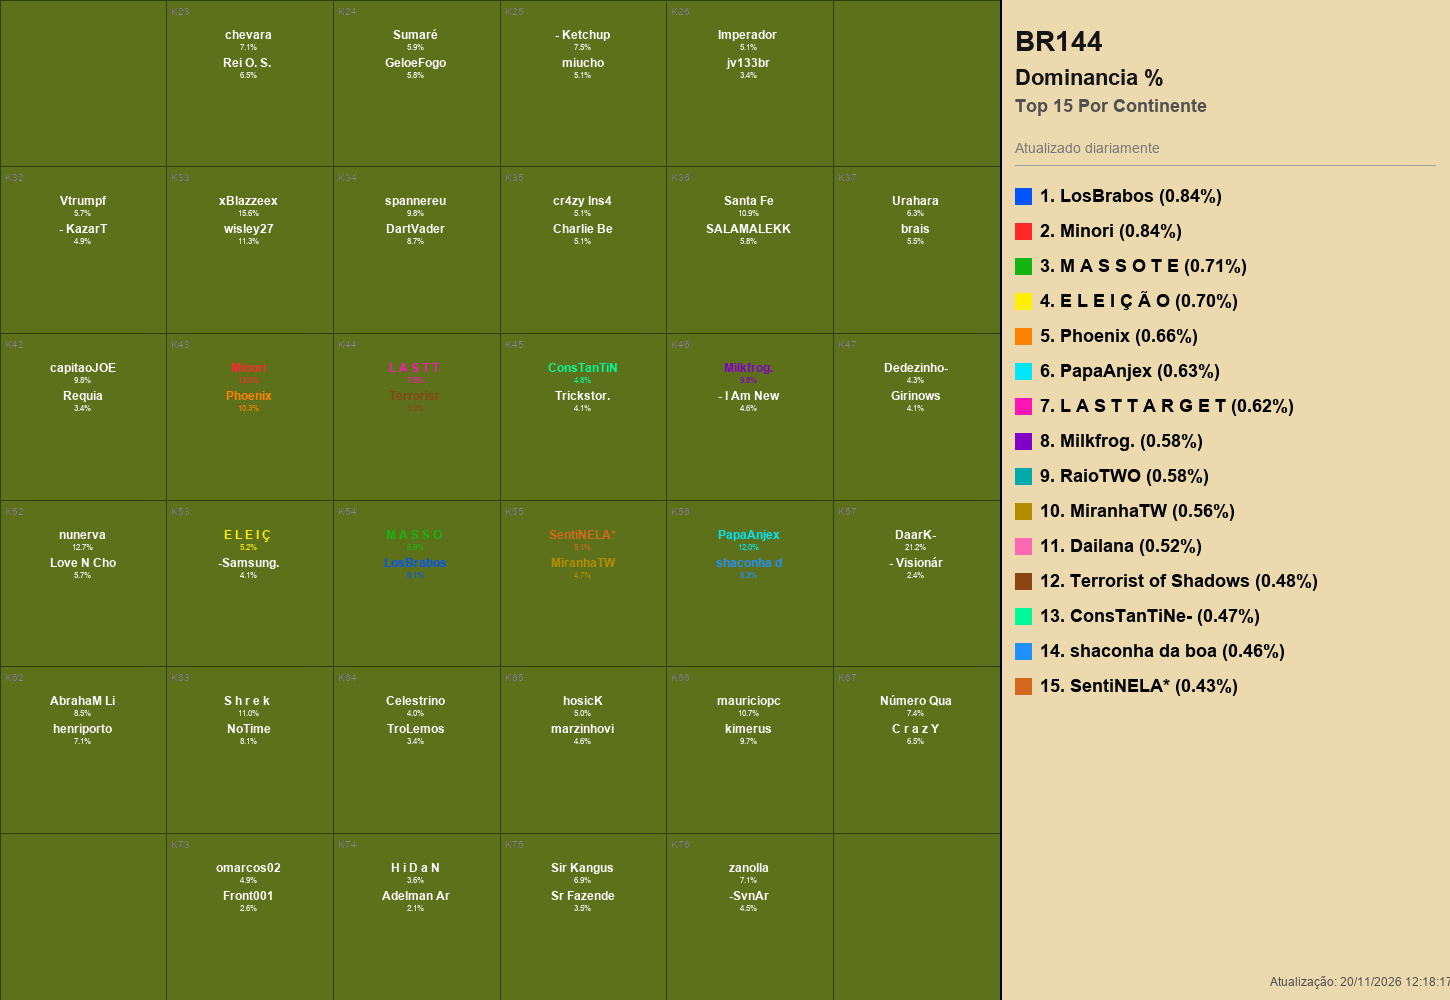 K23
chevara
7.1%
Rei O. S.
6.5%
K24
Sumaré
5.9%
GeloeFogo
5.8%
K25
- Ketchup
7.5%
miucho
5.1%
K26
Imperador
5.1%
jv133br
3.4%
K32
Vtrumpf
5.7%
- KazarT
4.9%
K33
xBlazzeex
15.6%
wisley27
11.3%
K34
spannereu
9.8%
DartVader
8.7%
K35
cr4zy Ins4
5.1%
Charlie Be
5.1%
K36
Santa Fe
10.9%
SALAMALEKK
5.8%
K37
Urahara
6.3%
brais
5.5%
K42
capitaoJOE
9.8%
Requia
3.4%
K43
Minori
Phoenix
10.3%
K44
L A S T T
Terrorist
K45
ConsTanTiN
4.8%
Trickstor.
4.1%
K46
Milkfrog.
9.8%
- I Am New
4.6%
K47
Dedezinho-
4.3%
Girinows
4.1%
K52
nunerva
12.7%
Love N Cho
5.7%
K53
E L E I Ç
5.2%
-Samsung.
4.1%
K54
M A S S O
LosBrabos
K55
SentiNELA*
5.1%
MiranhaTW
4.7%
K56
PapaAnjex
12.0%
shaconha d
K57
DaarK-
21.2%
- Visionár
2.4%
K62
AbrahaM Li
8.5%
henriporto
7.1%
K63
S h r e k
11.0%
NoTime
8.1%
K64
Celestrino
4.0%
TroLemos
3.4%
K65
hosicK
5.0%
marzinhovi
4.6%
K66
mauriciopc
10.7%
kimerus
9.7%
K67
Número Qua
7.4%
C r a z Y
6.5%
K73
omarcos02
4.9%
Front001
2.6%
K74
H i D a N
3.6%
Adelman Ar
2.1%
K75
Sir Kangus
6.9%
Sr Fazende
3.5%
K76
zanolla
7.1%
-SvnAr
4.5%
BR144
Dominancia %
Top 15 Por Continente
Atualizado diariamente
1. LosBrabos (0.84%)
2. Minori (0.84%)
3. M A S S O T E (0.71%)
4. E L E I Ç Ã O (0.70%)
5. Phoenix (0.66%)
6. PapaAnjex (0.63%)
7. L A S T T A R G E T (0.62%)
8. Milkfrog. (0.58%)
9. RaioTWO (0.58%)
10. MiranhaTW (0.56%)
11. Dailana (0.52%)
12. Terrorist of Shadows (0.48%)
13. ConsTanTiNe- (0.47%)
14. shaconha da boa (0.46%)
15. SentiNELA* (0.43%)
Atualização: 20/11/2026 12:18:17